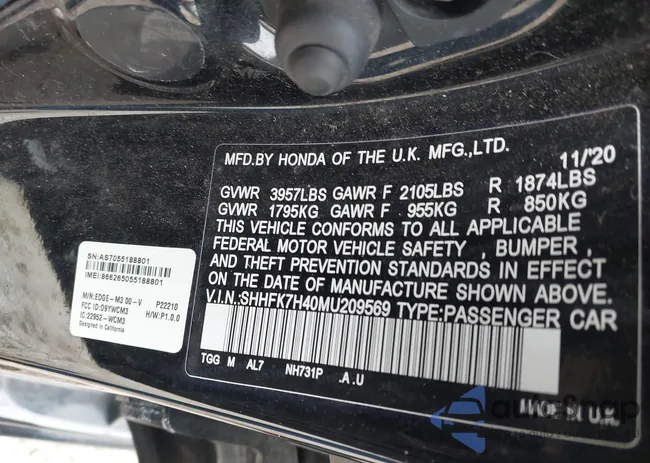 MFD.BY HONDA OF THE U.K. MFG.,LTD. 11/'20
GVWR 3957LBS GAWR F 2105LBS R 1874LBS
GVWR 1795KG GAWR F 955KG R 850KG
THIS VEHICLE CONFORMS TO ALL APPLICABLE
FEDERAL MOTOR VEHICLE SAFETY , BUMPER ,
AND THEFT PREVENTION STANDARDS IN EFFECT
ON THE DATE OF MANUFACTURE SHOWN ABOVE.
V.I.N:SHHFK7H40MU209569 TYPE:PASSENGER CAR
TGG M AL7 NH731P .A.U
SN:AS7055188801
IMEI:866265055188801
M/N:EDGE-M3 00-V P22210
FCC ID:O9YWCM3 H/W:P1.0.0
IC:22952-WCM3
Designed in California
AutoSnap